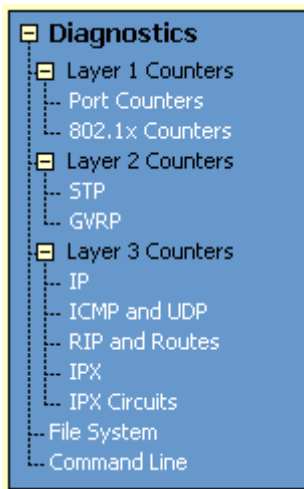 Diagnostics
Layer 1 Counters
Port Counters
802.1x Counters
Layer 2 Counters
STP
GVRP
Layer 3 Counters
IP
ICMP and UDP
RIP and Routes
IPX
IPX Circuits
File System
Command Line